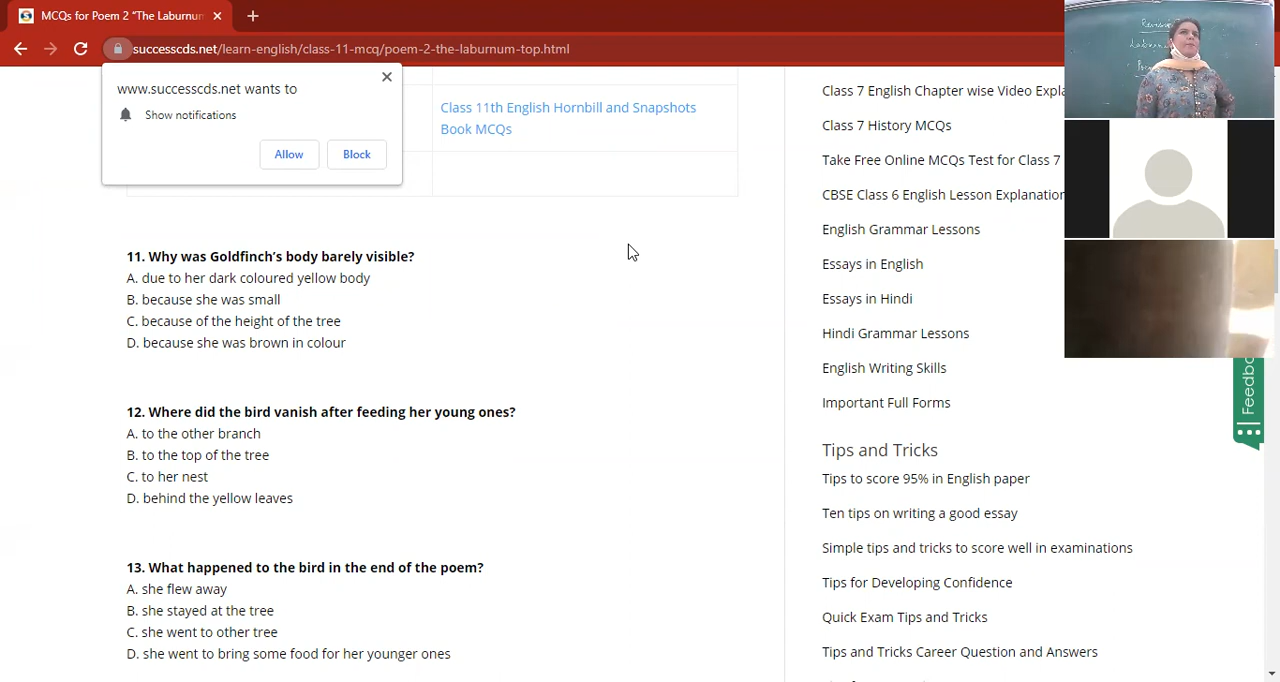 MCQs for Poem 2 “The Laburnum
successcds.net/learn-english/class-11-mcq/poem-2-the-laburnum-top.html
www.successcds.net wants to
Show notifications
Allow
Block
Class 11th English Hornbill and Snapshots
Book MCQs
11. Why was Goldfinch’s body barely visible?
A. due to her dark coloured yellow body
B. because she was small
C. because of the height of the tree
D. because she was brown in colour
12. Where did the bird vanish after feeding her young ones?
A. to the other branch
B. to the top of the tree
C. to her nest
D. behind the yellow leaves
13. What happened to the bird in the end of the poem?
A. she flew away
B. she stayed at the tree
C. she went to other tree
D. she went to bring some food for her younger ones
Class 7 English Chapter wise Video Expla
Class 7 History MCQs
Take Free Online MCQs Test for Class 7
CBSE Class 6 English Lesson Explanation
English Grammar Lessons
Essays in English
Essays in Hindi
Hindi Grammar Lessons
English Writing Skills
Important Full Forms
Tips and Tricks
Tips to score 95% in English paper
Ten tips on writing a good essay
Simple tips and tricks to score well in examinations
Tips for Developing Confidence
Quick Exam Tips and Tricks
Tips and Tricks Career Question and Answers
Feedbo